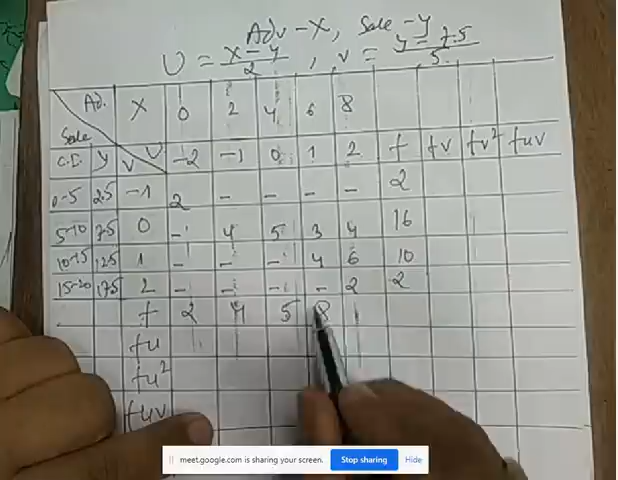 Adv - X, Sale - Y
U = X - 4 / 2 , V = Y - 7.5 / 5
Ad. X 0 2 4 6 8
Sale
C.I. Y V U -2 -1 0 1 2 f fv fv² fuv
0-5 2.5 -1 2 - - - - 2
5-10 7.5 0 - 4 5 3 4 16
10-15 12.5 1 - - - 4 6 10
15-20 17.5 2 - - - - 2 2
f 2 4 5 8
fu
fu²
fuv
meet.google.com is sharing your screen. Stop sharing Hide